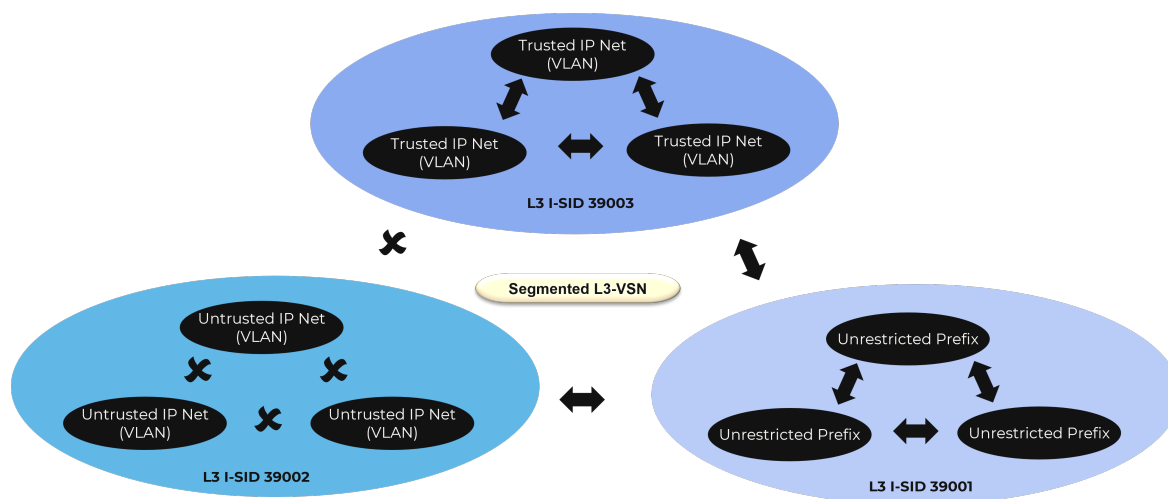 Trusted IP Net
(VLAN)
Trusted IP Net
(VLAN)
Trusted IP Net
(VLAN)
L3 I-SID 39003
Segmented L3-VSN
Untrusted IP Net
(VLAN)
Untrusted IP Net
(VLAN)
Untrusted IP Net
(VLAN)
L3 I-SID 39002
Unrestricted Prefix
Unrestricted Prefix
Unrestricted Prefix
L3 I-SID 39001